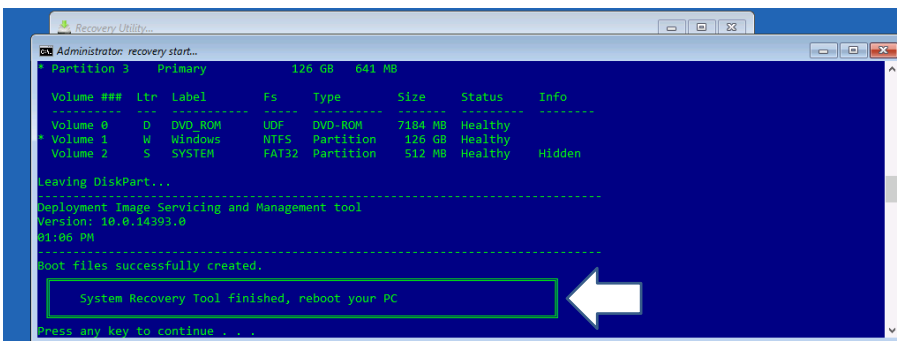 Recovery Utility...
Administrator: recovery start...
* Partition 3 Primary 126 GB 641 MB
Volume ### Ltr Label Fs Type Size Status Info
---------- --- ----------- ----- ---------- ------- --------- --------
Volume 0 D DVD_ROM UDF DVD-ROM 7184 MB Healthy
* Volume 1 W Windows NTFS Partition 126 GB Healthy
Volume 2 S SYSTEM FAT32 Partition 512 MB Healthy Hidden
Leaving DiskPart...
Deployment Image Servicing and Management tool
Version: 10.0.14393.0
01:06 PM
Boot files successfully created.
System Recovery Tool finished, reboot your PC
Press any key to continue . . .